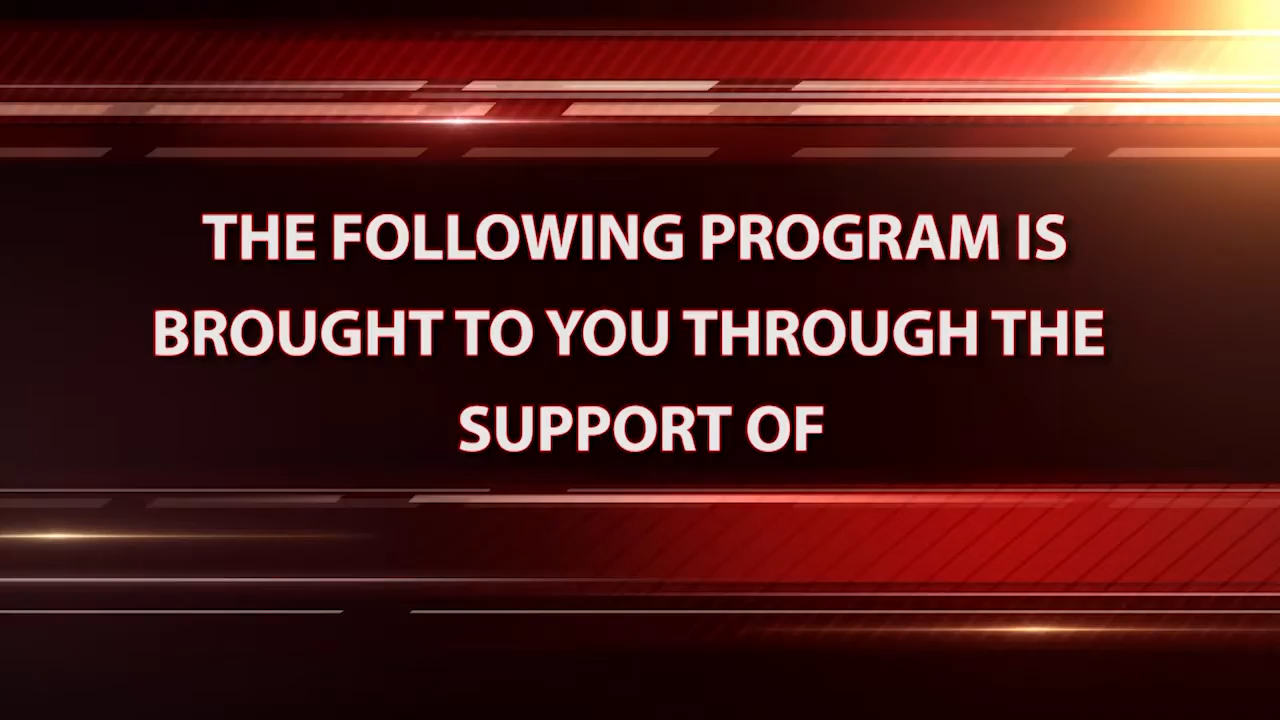 THE FOLLOWING PROGRAM IS
BROUGHT TO YOU THROUGH THE
SUPPORT OF